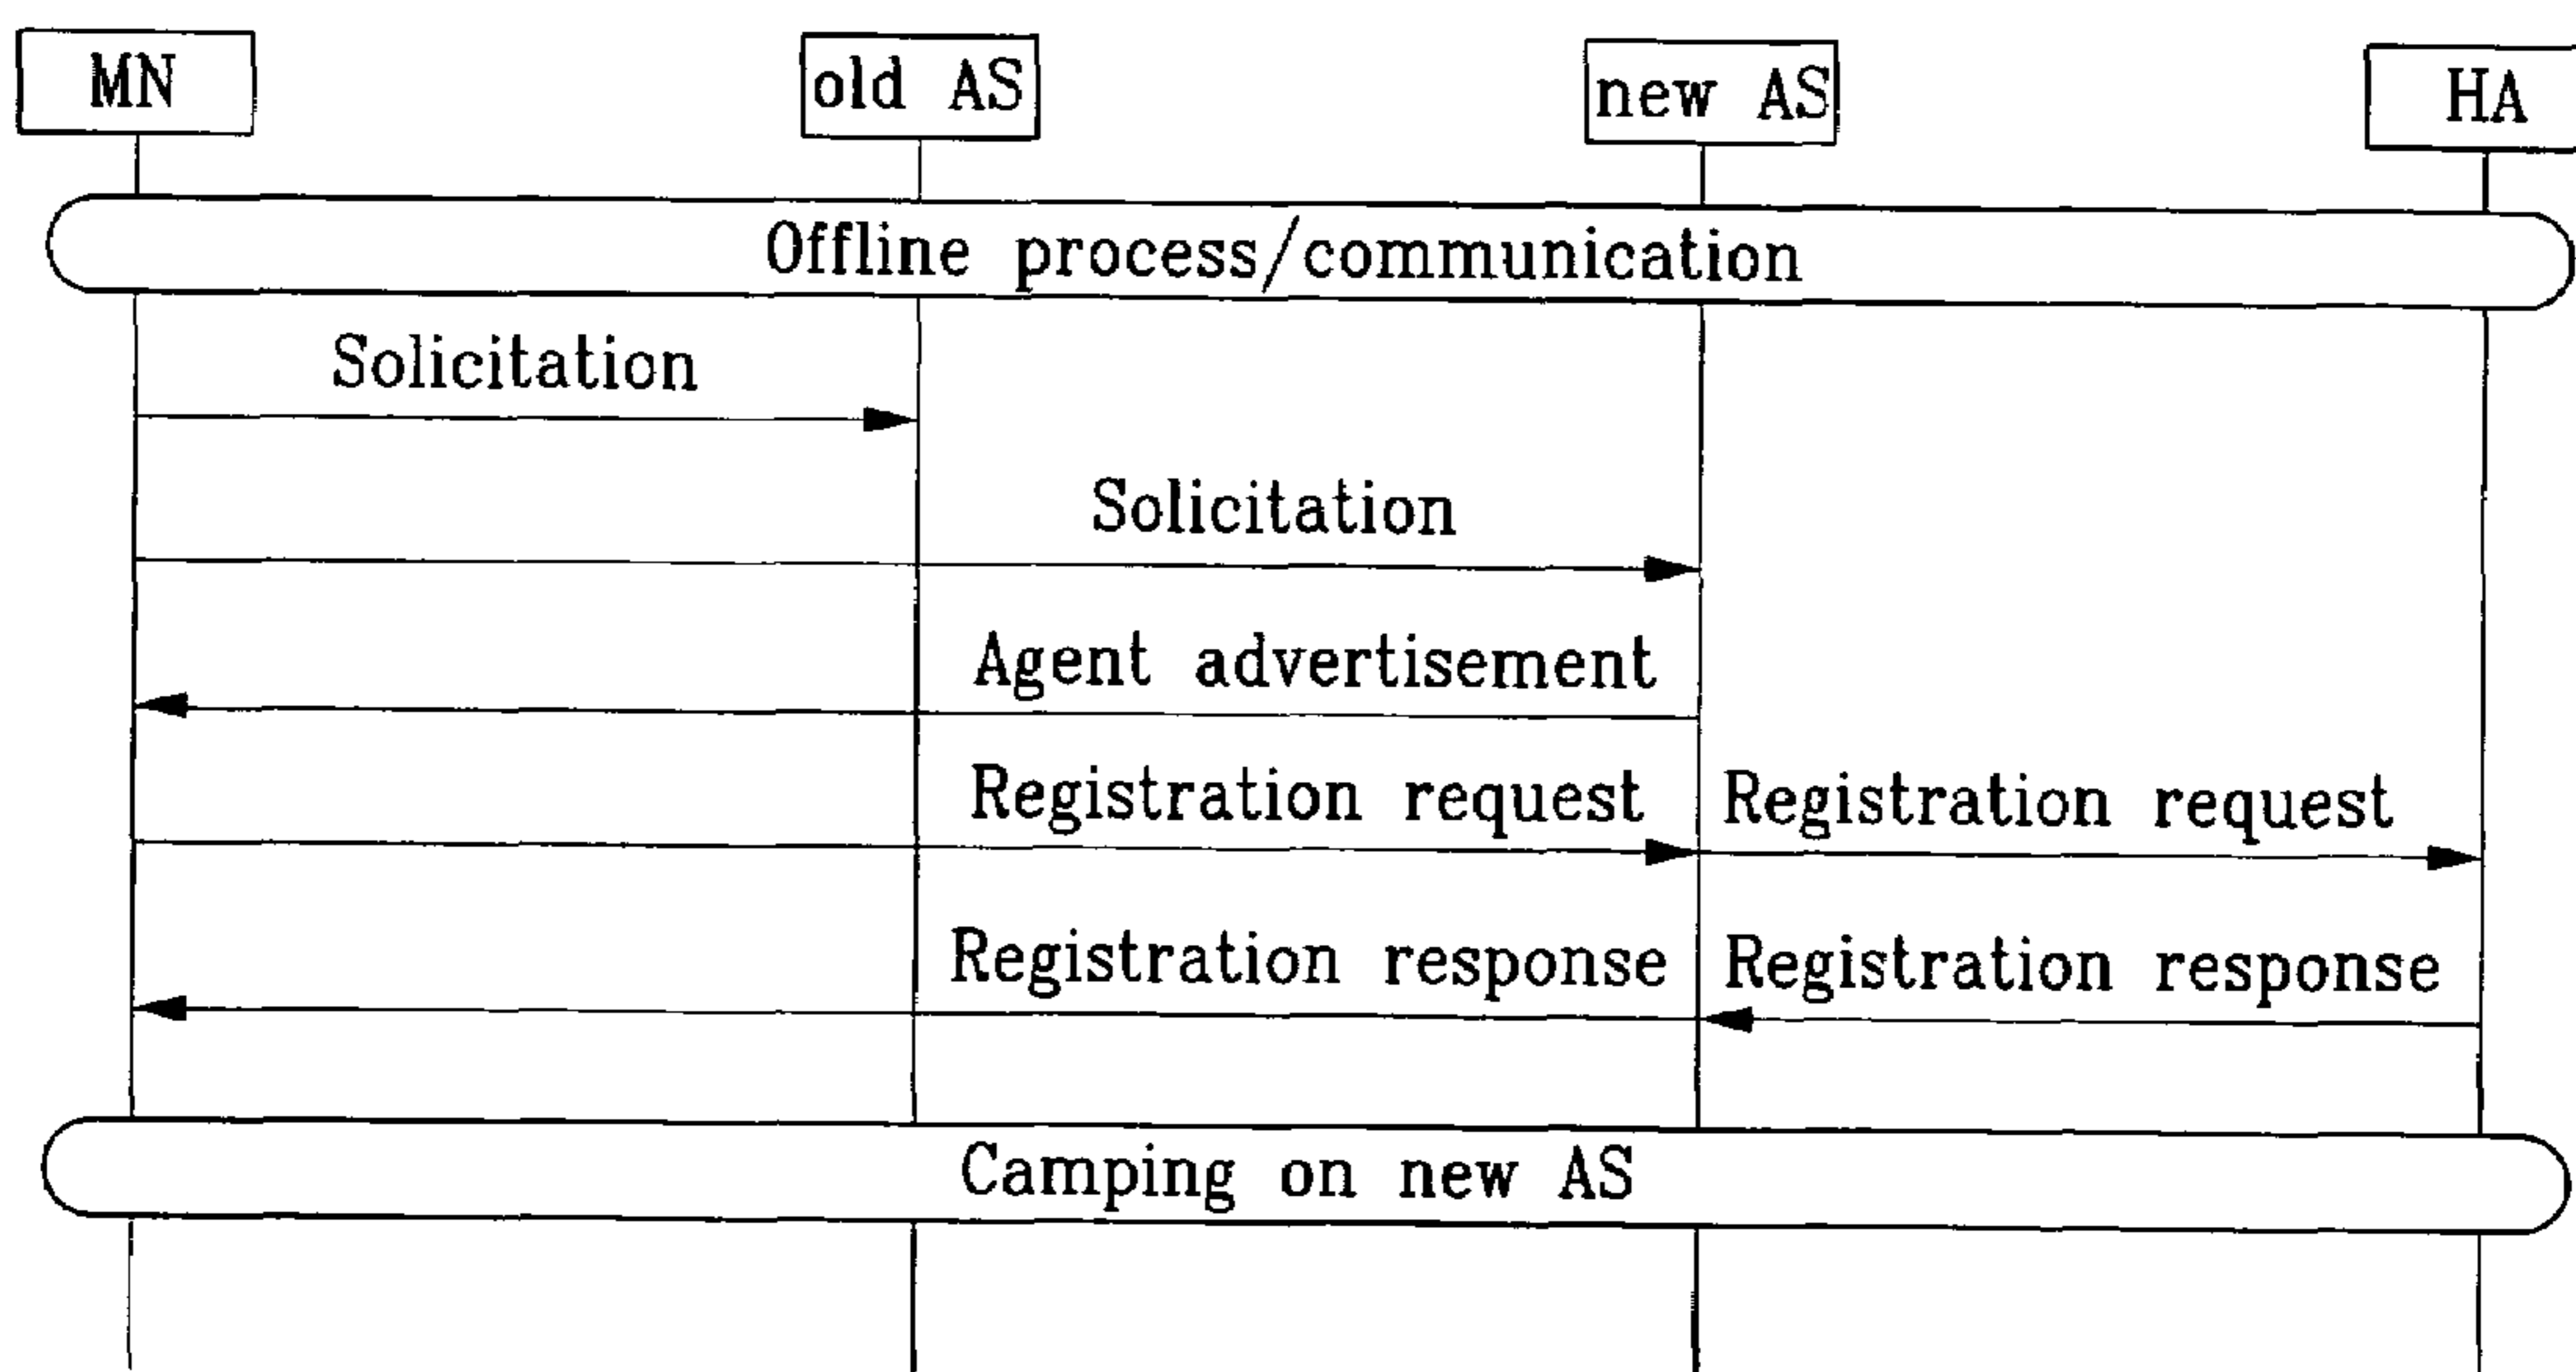 MN
old AS
new AS
HA
Offline process/communication
Solicitation
Solicitation
Agent advertisement
Registration request
Registration request
Registration response
Registration response
Camping on new AS